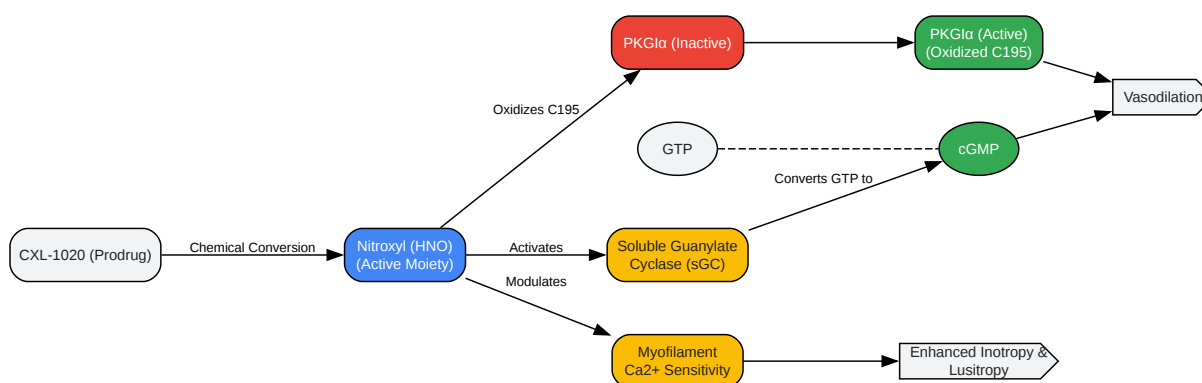 PKGIα (Inactive)
PKGIα (Active)
(Oxidized C195)
Vasodilation
Oxidizes C195
GTP
cGMP
Converts GTP to
CXL-1020 (Prodrug)
Chemical Conversion
Nitroxyl (HNO)
(Active Moiety)
Activates
Soluble Guanylate
Cyclase (sGC)
Modulates
Myofilament
Ca2+ Sensitivity
Enhanced Inotropy &
Lusitropy